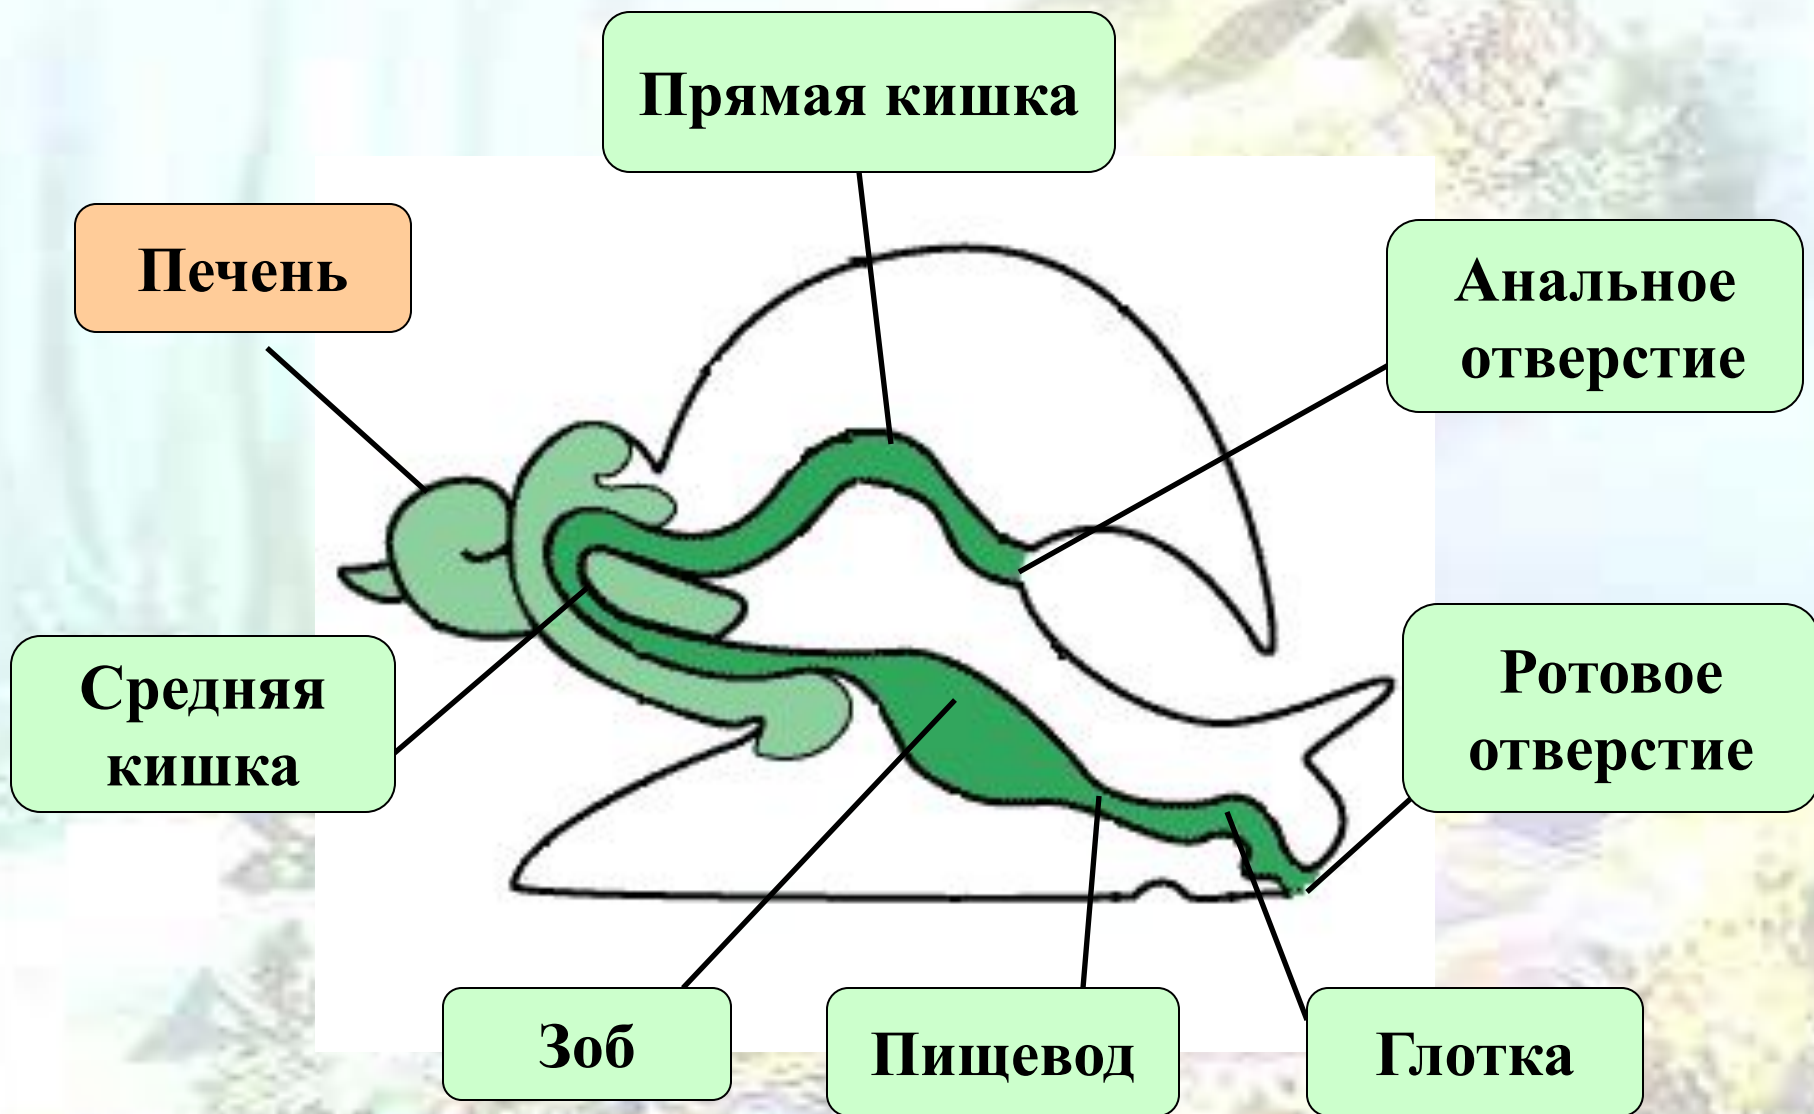 Прямая кишка
Печень
Анальное
отверстие
Средняя
кишка
Ротовое
отверстие
Зоб
Пищевод
Глотка